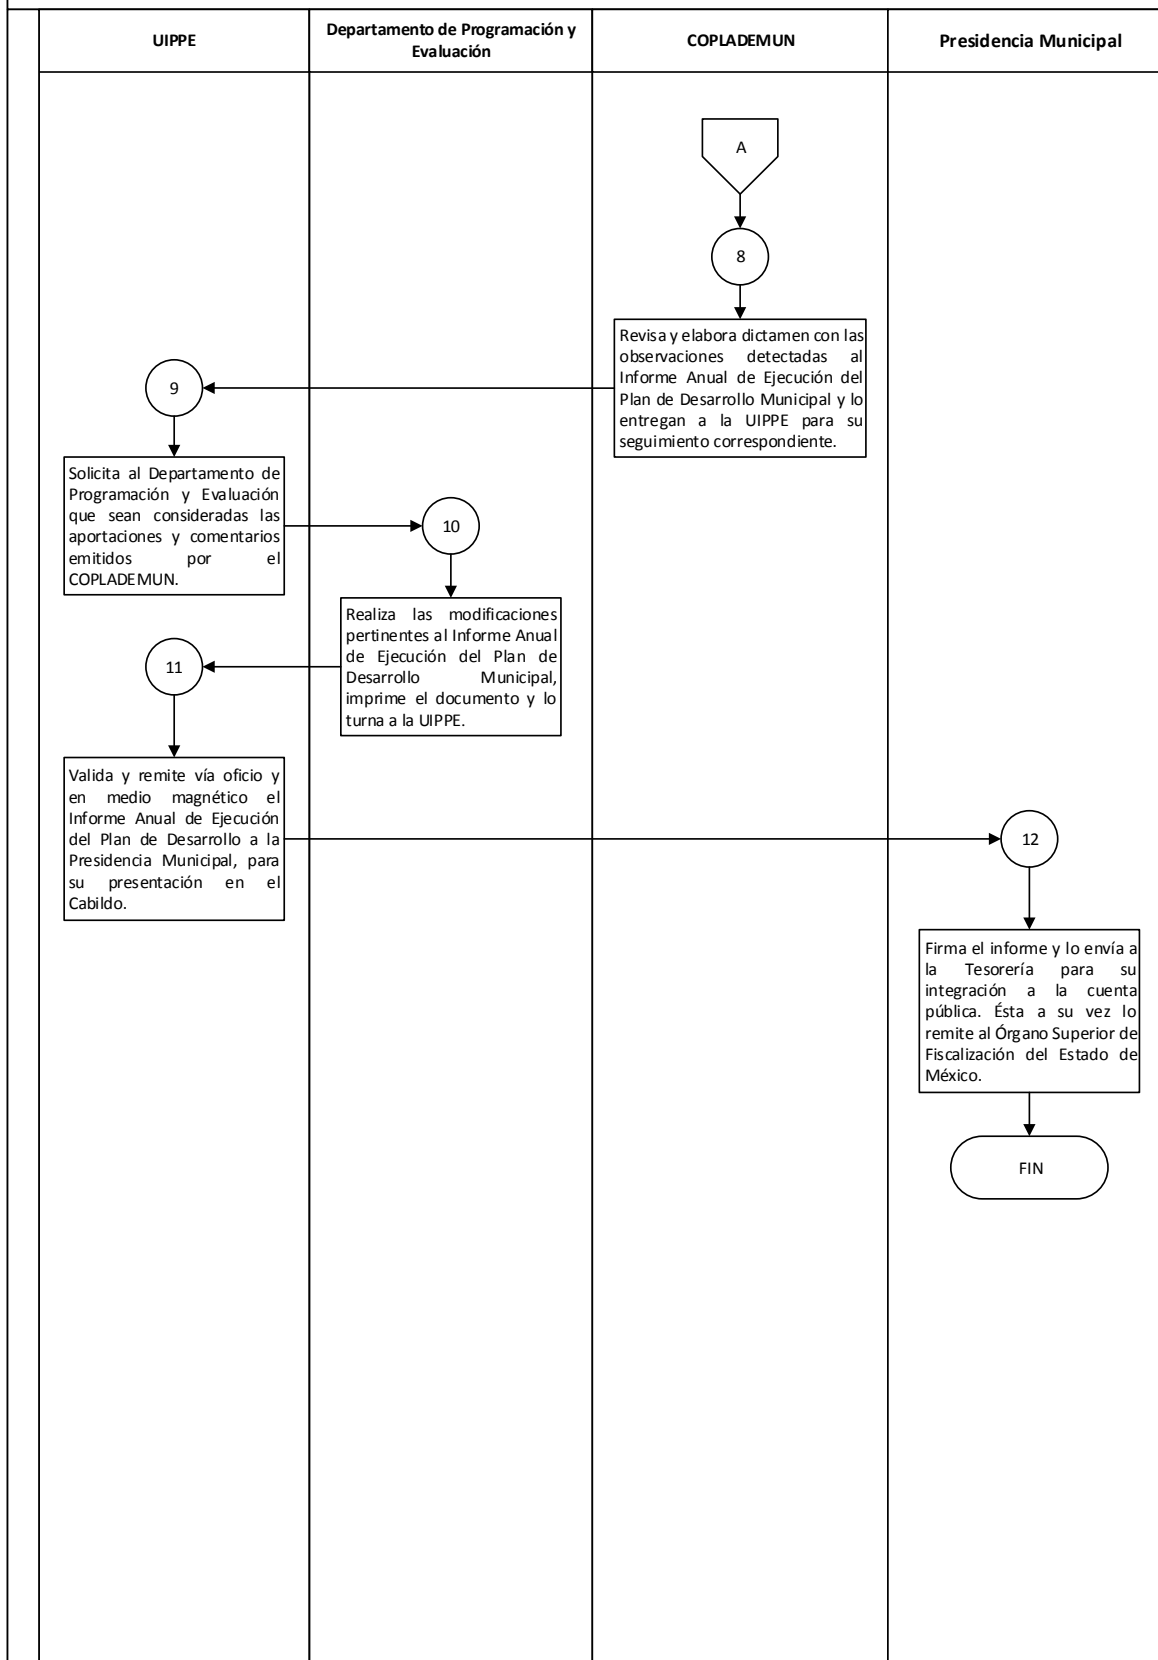 UIPPE
Departamento de Programación y
Evaluación
COPLADEMUN
Presidencia Municipal
A
8
Revisa y elabora dictamen con las
observaciones detectadas al
Informe Anual de Ejecución del
Plan de Desarrollo Municipal y lo
entregan a la UIPPE para su
seguimiento correspondiente.
9
Solicita al Departamento de
Programación y Evaluación
que sean consideradas las
aportaciones y comentarios
emitidos por el
COPLADEMUN.
10
Realiza las modificaciones
pertinentes al Informe Anual
de Ejecución del Plan de
Desarrollo Municipal,
imprime el documento y lo
turna a la UIPPE.
11
Valida y remite vía oficio y
en medio magnético el
Informe Anual de Ejecución
del Plan de Desarrollo a la
Presidencia Municipal, para
su presentación en el
Cabildo.
12
Firma el informe y lo envía a
la Tesorería para su
integración a la cuenta
pública. Ésta a su vez lo
remite al Órgano Superior de
Fiscalización del Estado de
México.
FIN